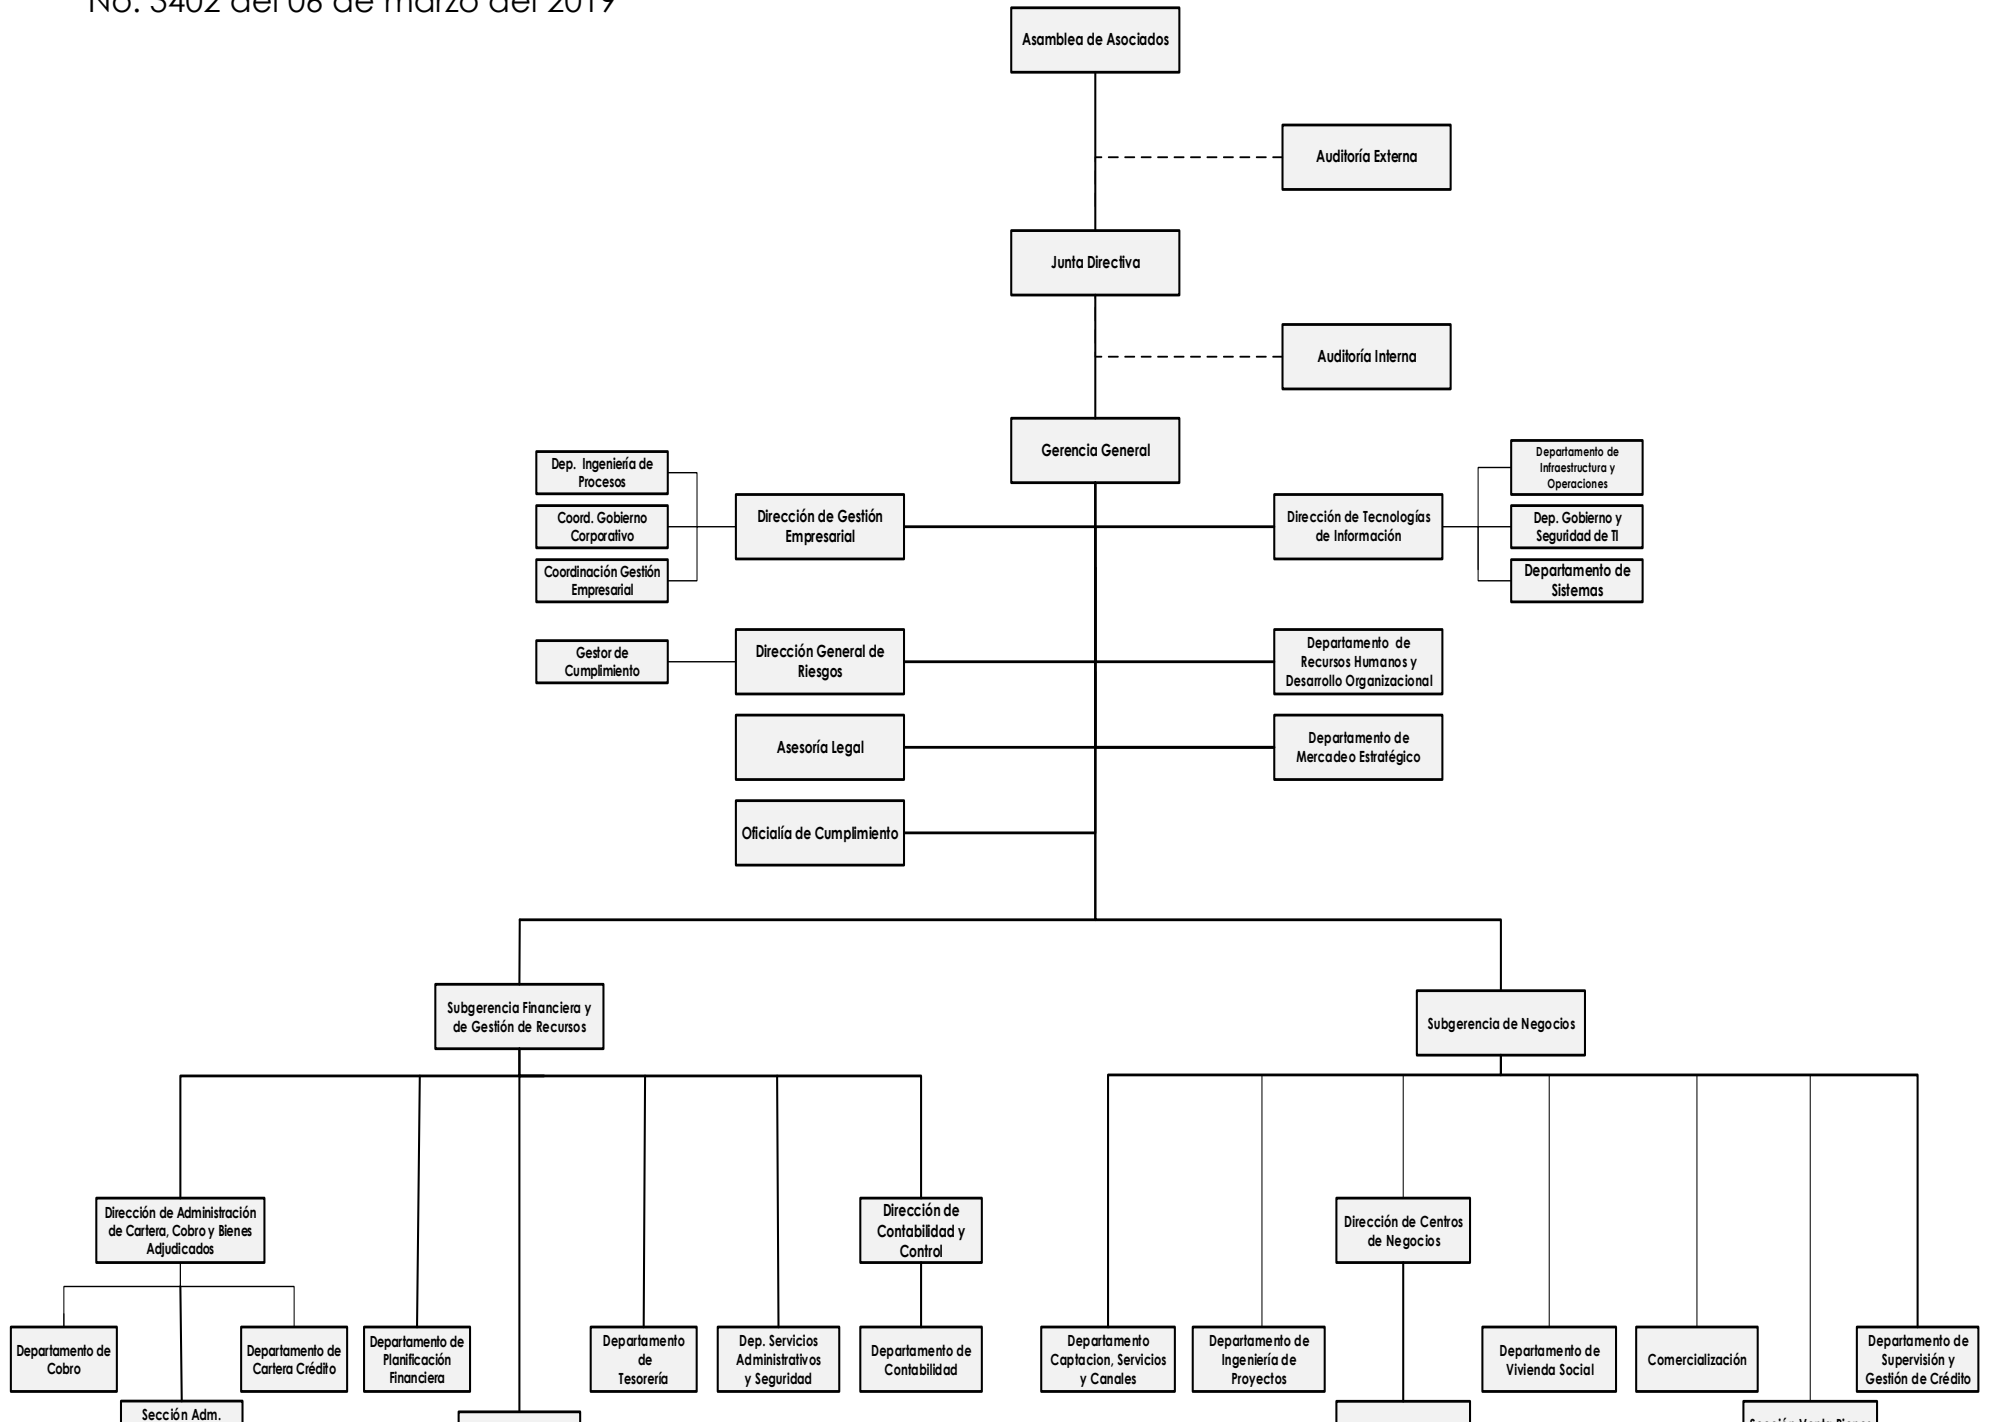 No. 3402 del 06 de marzo del 2019
Asamblea de Asociados
Auditoría Externa
Junta Directiva
Auditoría Interna
Gerencia General
Dep. Ingeniería de
Procesos
Coord. Gobierno
Corporativo
Coordinación Gestión
Empresarial
Dirección de Gestión
Empresarial
Dirección de Tecnologías
de Información
Departamento de
Infraestructura y
Operaciones
Dep. Gobierno y
Seguridad de TI
Departamento de
Sistemas
Gestor de
Cumplimiento
Dirección General de
Riesgos
Departamento de
Recursos Humanos y
Desarrollo Organizacional
Asesoría Legal
Departamento de
Mercadeo Estratégico
Oficialía de Cumplimiento
Subgerencia Financiera y
de Gestión de Recursos
Subgerencia de Negocios
Dirección de Administración
de Cartera, Cobro y Bienes
Adjudicados
Dirección de
Contabilidad y
Control
Dirección de Centros
de Negocios
Departamento de
Cobro
Departamento de
Cartera Crédito
Departamento de
Planificación
Financiera
Departamento
de
Tesorería
Dep. Servicios
Administrativos
y Seguridad
Departamento de
Contabilidad
Departamento
Captacion, Servicios
y Canales
Departamento de
Ingeniería de
Proyectos
Departamento de
Vivienda Social
Comercialización
Departamento de
Supervisión y
Gestión de Crédito
Sección Adm.
Sección Venta Bienes